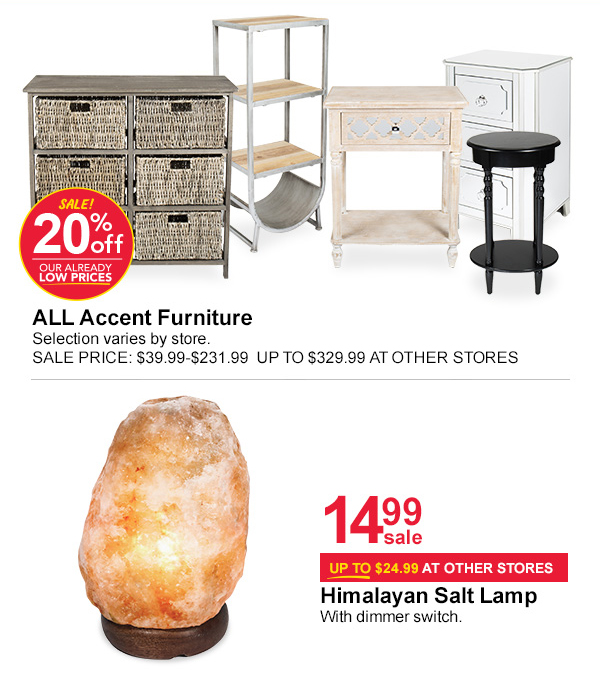 SALE!
20% off
OUR ALREADY
LOW PRICES
ALL Accent Furniture
Selection varies by store.
SALE PRICE: $39.99-$231.99 UP TO $329.99 AT OTHER STORES
14.99
sale
UP TO $24.99 AT OTHER STORES
Himalayan Salt Lamp
With dimmer switch.